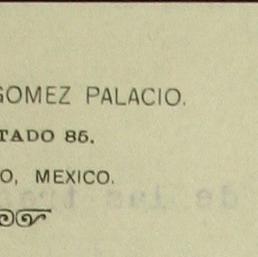 GOMEZ PALACIO.
TADO 85.
O, MEXICO.